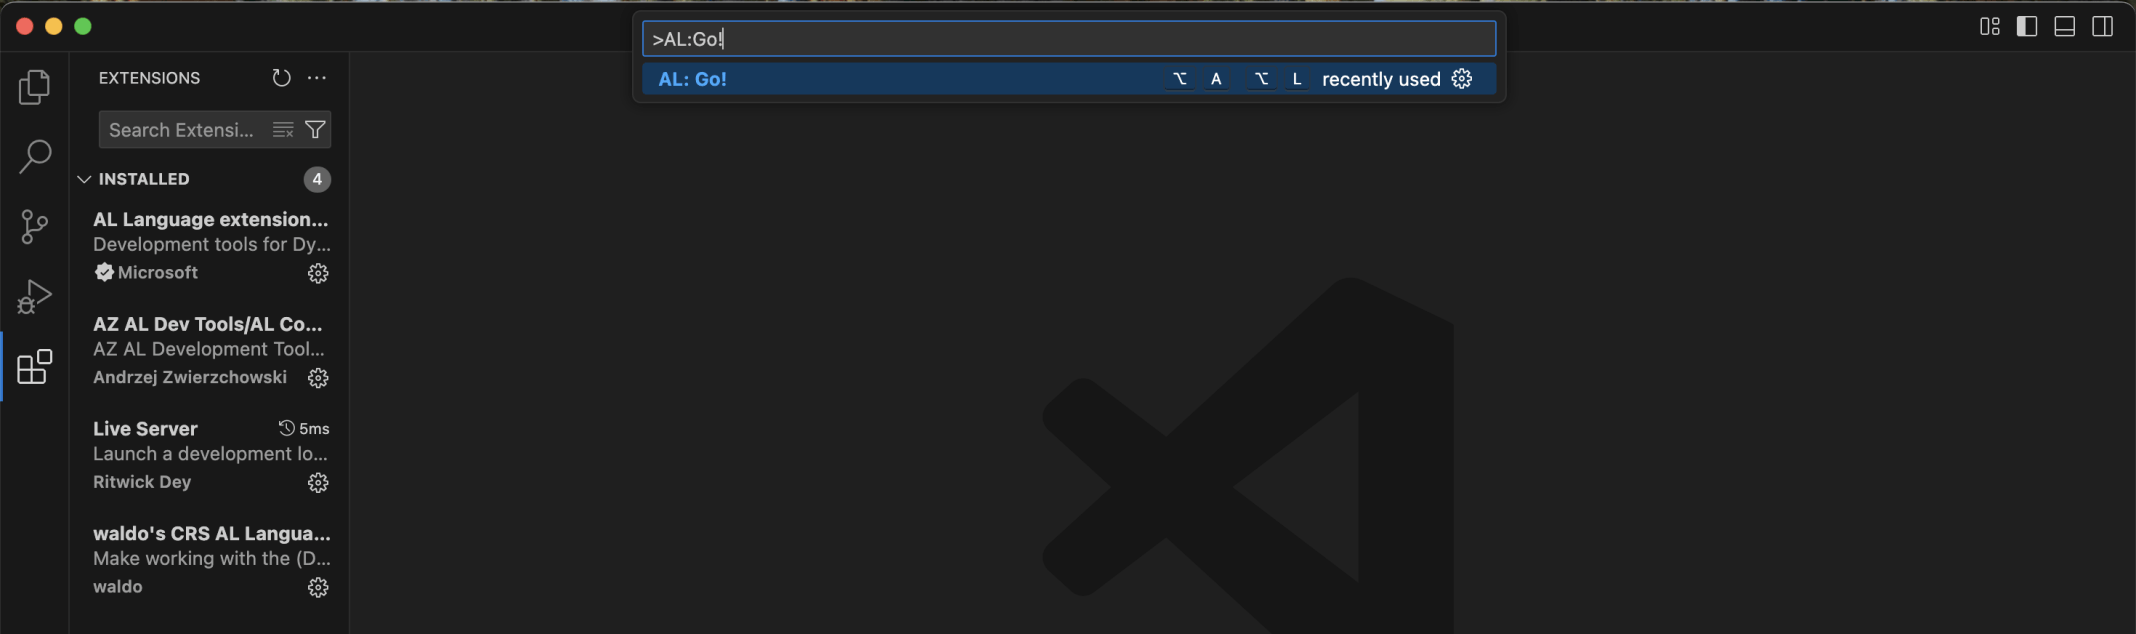 >AL:Go!
AL: Go! ⌥ A ⌥ L recently used
EXTENSIONS
Search Extensi...
INSTALLED 4
AL Language extension...
Development tools for Dy...
Microsoft
AZ AL Dev Tools/AL Co...
AZ AL Development Tool...
Andrzej Zwierzchowski
Live Server 5ms
Launch a development lo...
Ritwick Dey
waldo's CRS AL Langua...
Make working with the (D...
waldo